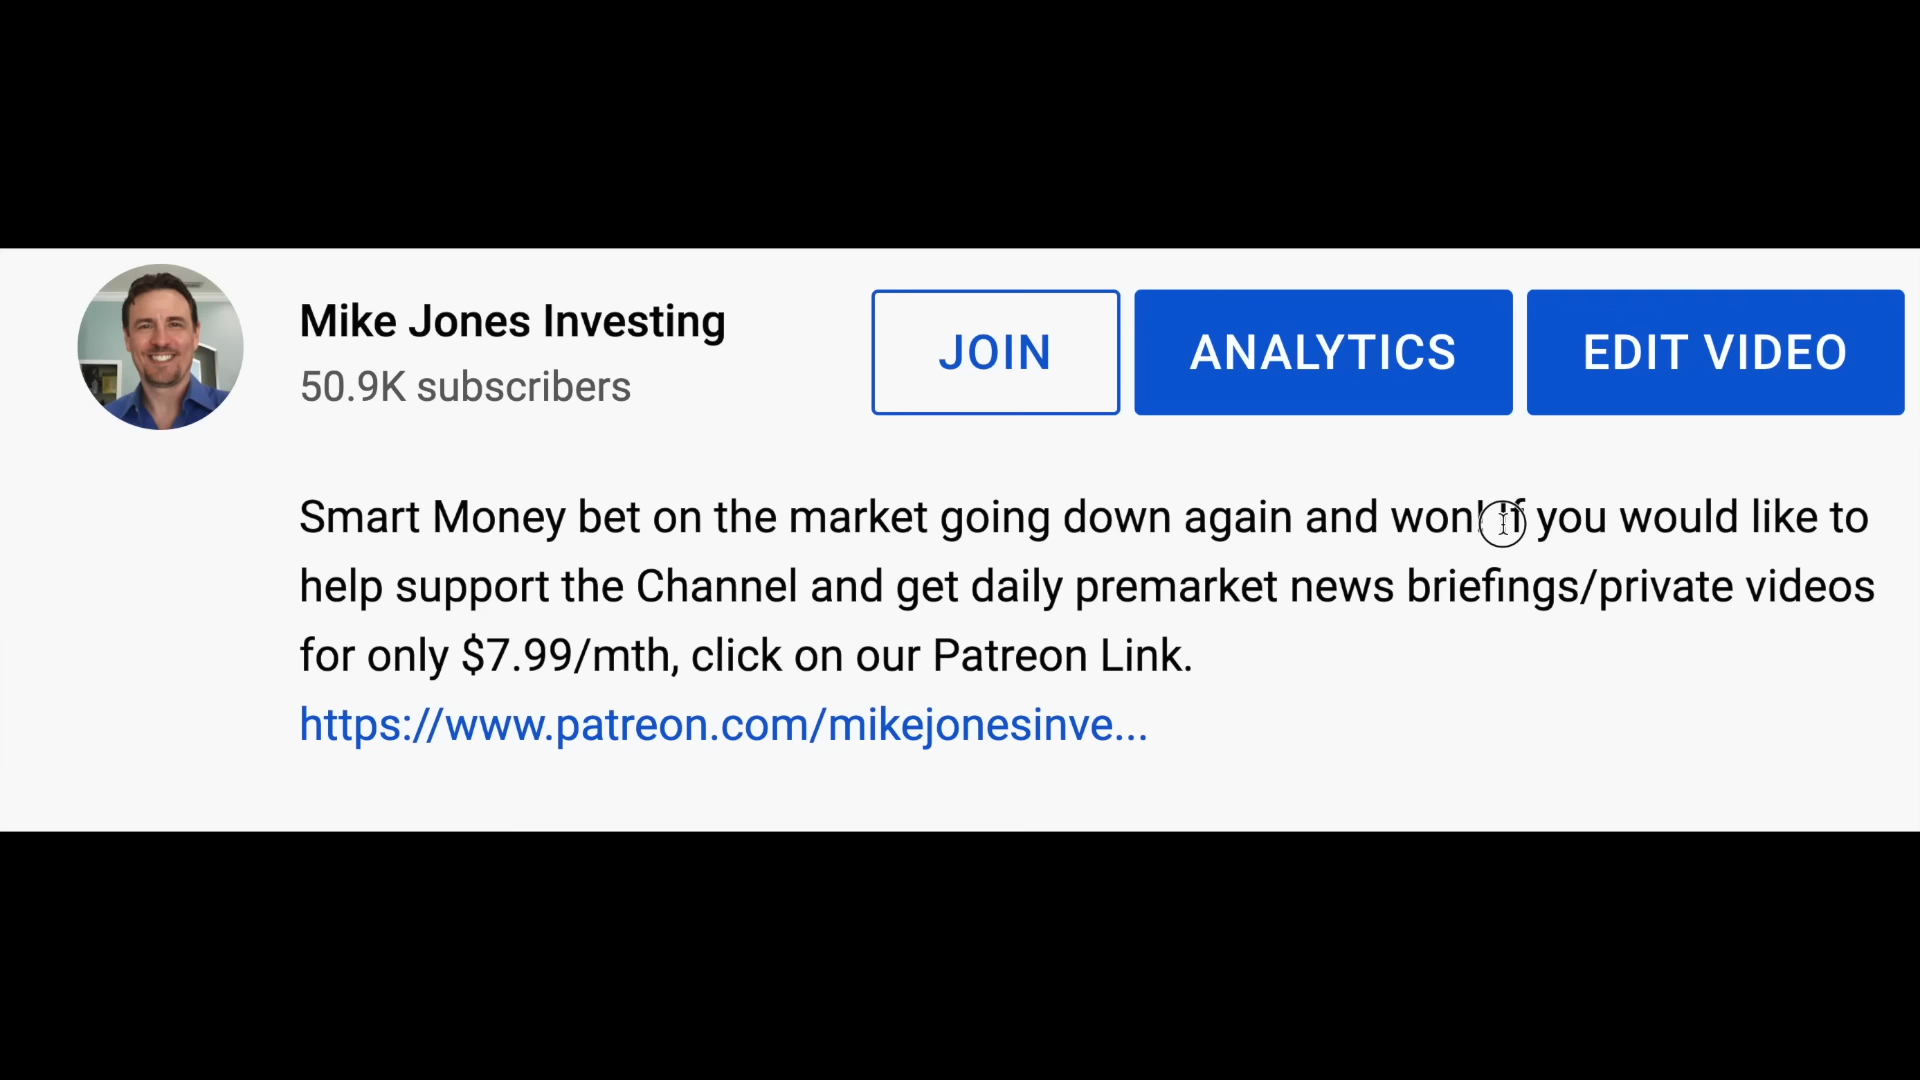 Mike Jones Investing
50.9K subscribers
JOIN
ANALYTICS
EDIT VIDEO
Smart Money bet on the market going down again and won! If you would like to
help support the Channel and get daily premarket news briefings/private videos
for only $7.99/mth, click on our Patreon Link.
https://www.patreon.com/mikejonesinve...